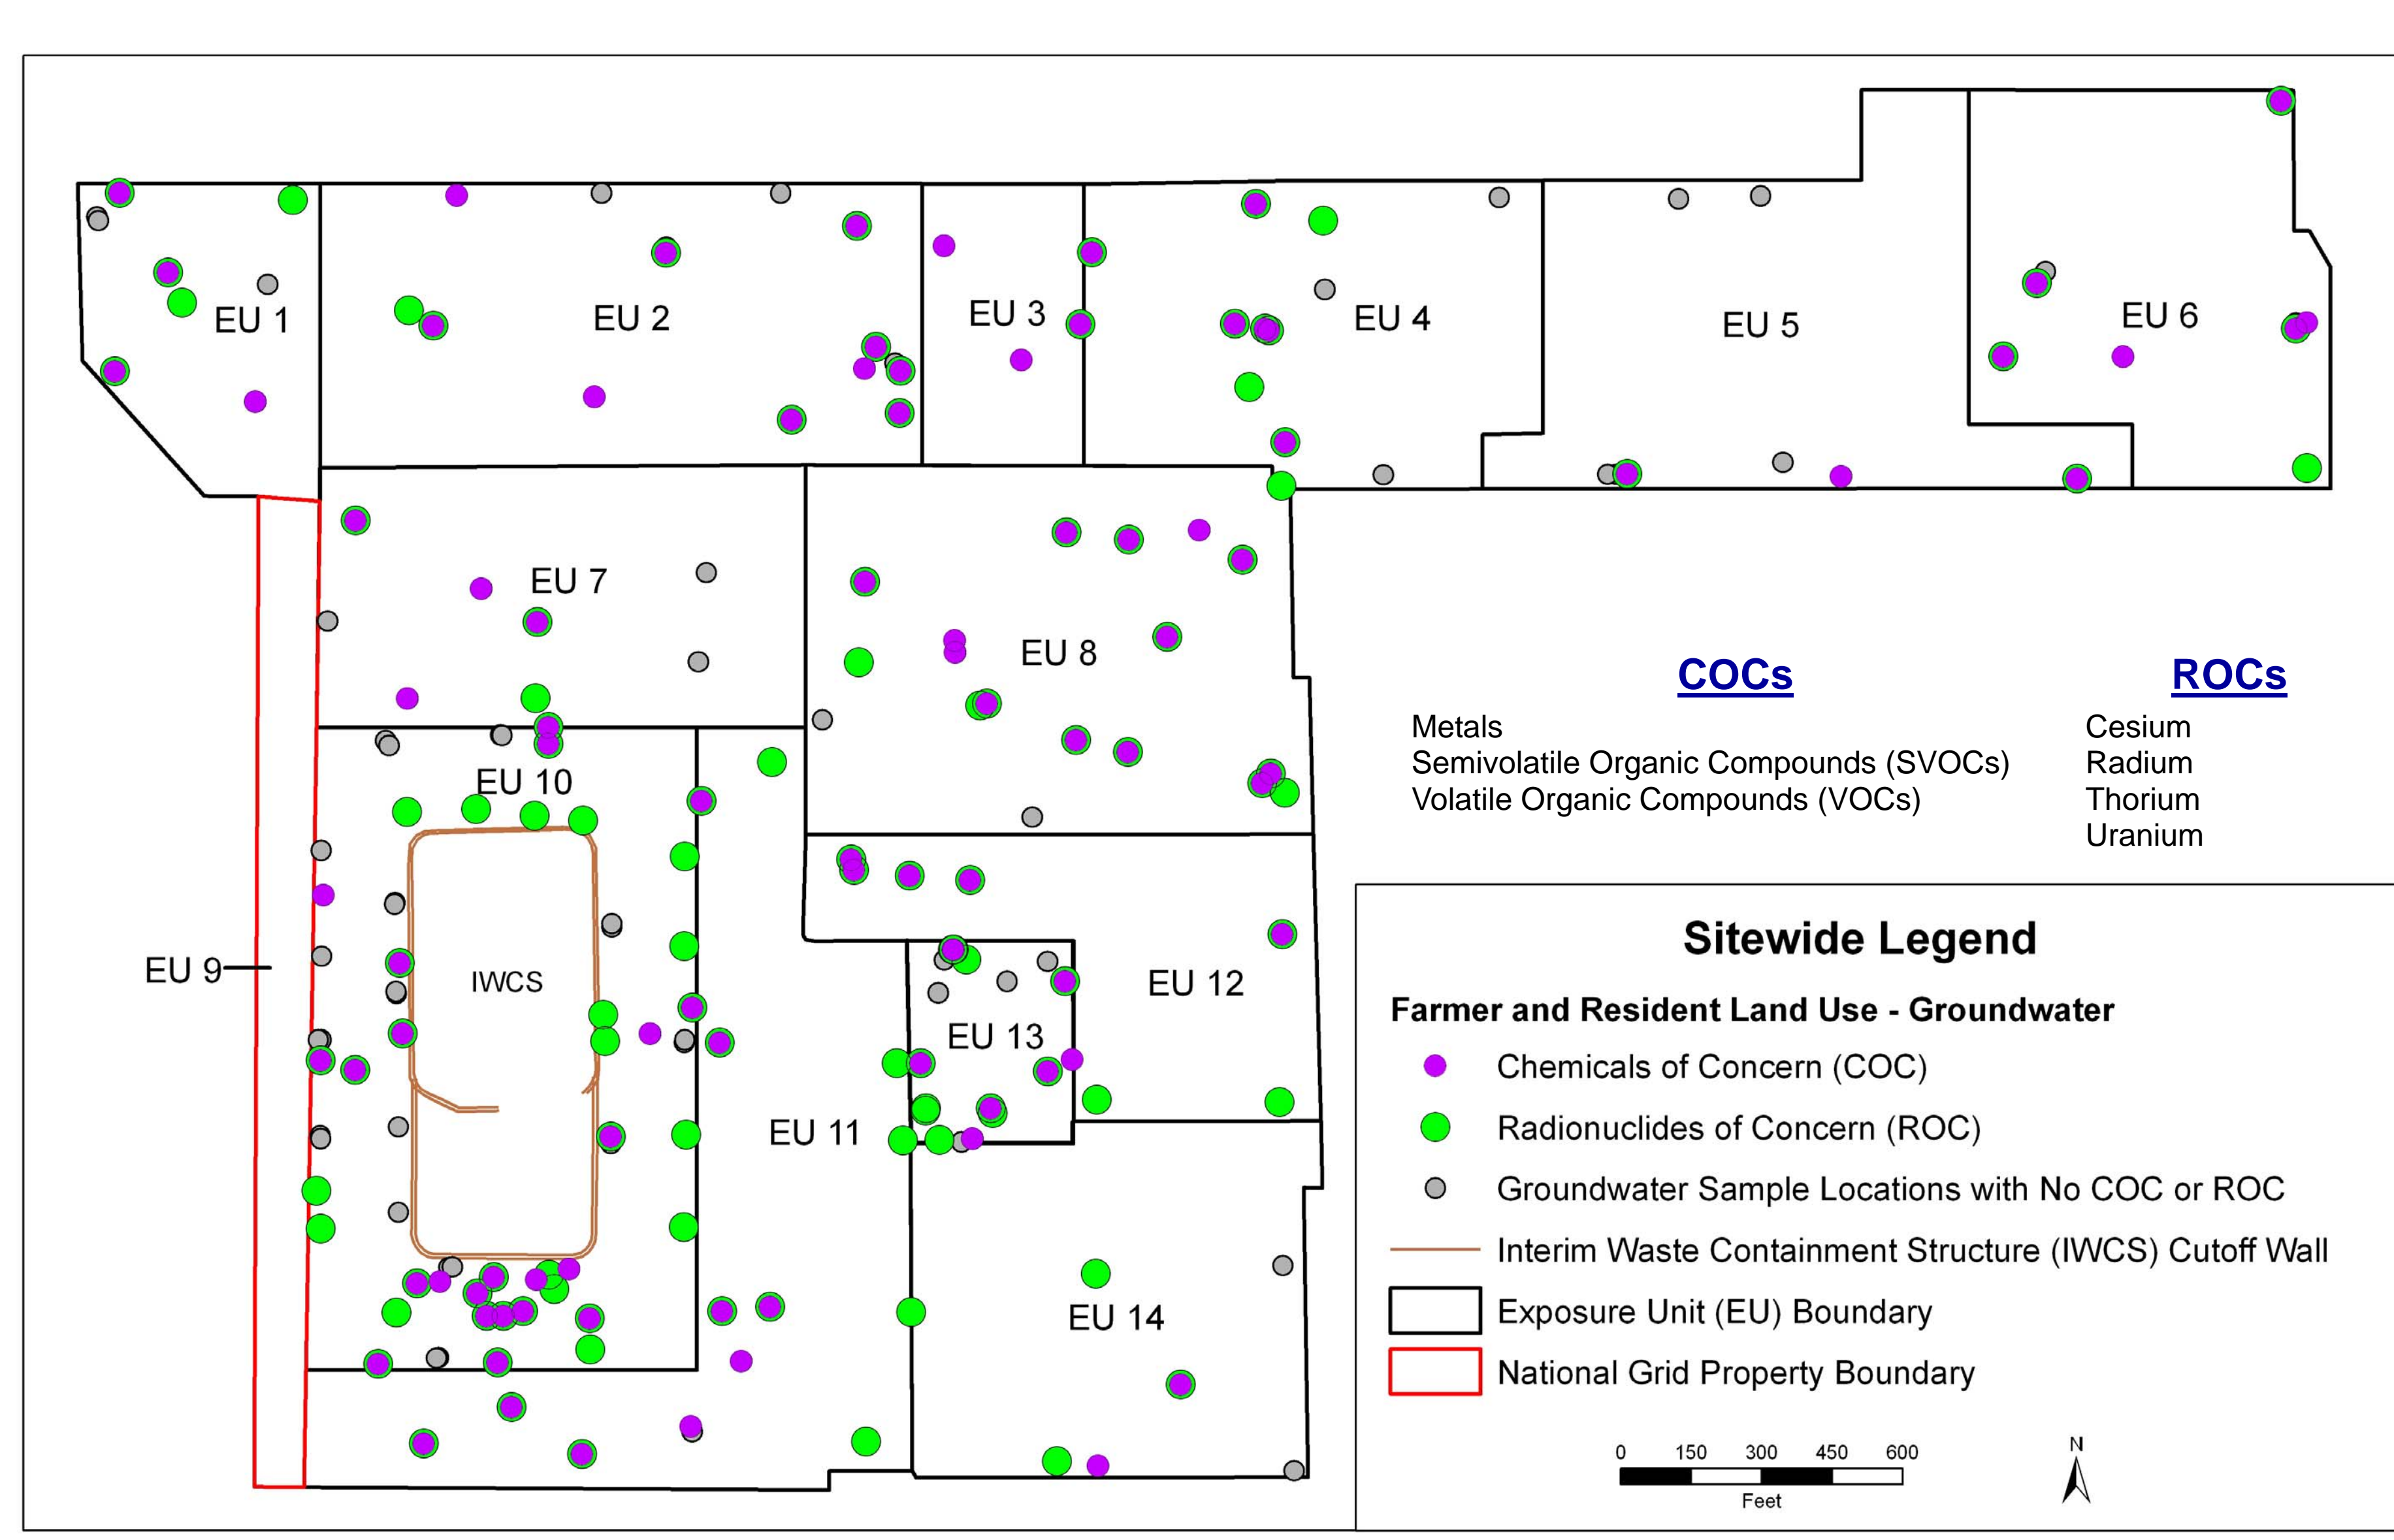 EU 1
EU 2
EU 3
EU 4
EU 5
EU 6
EU 7
EU 8
EU 9
EU 10
IWCS
EU 11
EU 12
EU 13
EU 14
COCs
Metals
Semivolatile Organic Compounds (SVOCs)
Volatile Organic Compounds (VOCs)
ROCs
Cesium
Radium
Thorium
Uranium
Sitewide Legend
Farmer and Resident Land Use - Groundwater
Chemicals of Concern (COC)
Radionuclides of Concern (ROC)
Groundwater Sample Locations with No COC or ROC
Interim Waste Containment Structure (IWCS) Cutoff Wall
Exposure Unit (EU) Boundary
National Grid Property Boundary
0 150 300 450 600
Feet
N